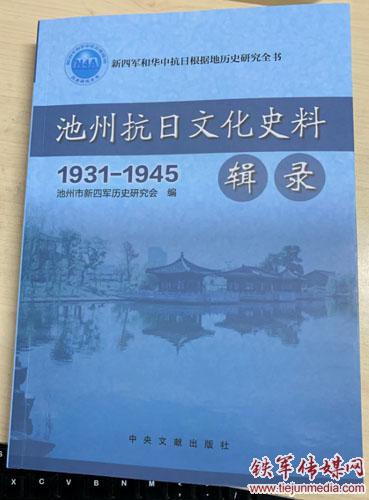 N4A
新四军和华中抗日根据地历史研究全书
池州抗日文化史料
1931-1945
辑录
池州市新四军历史研究会 编
中央文献出版社
铁军传媒网
www.tiejunmedia.com
X C V B N M